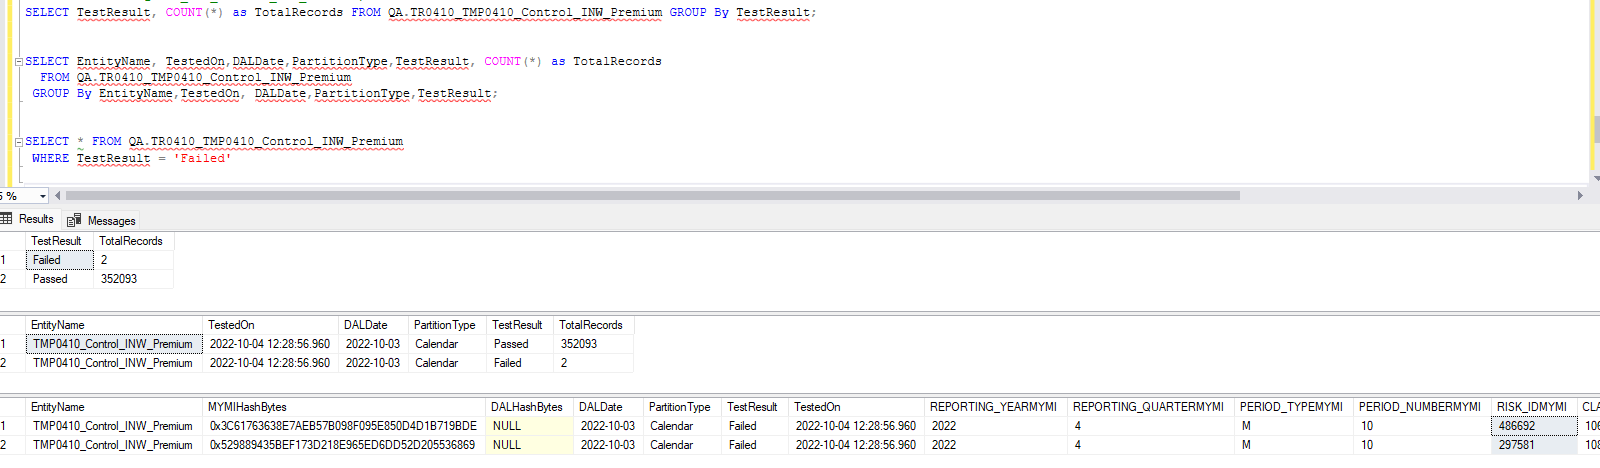 SELECT TestResult, COUNT(*) as TotalRecords FROM QA.TR0410_TMP0410_Control_INW_Premium GROUP By TestResult;
SELECT EntityName, TestedOn,DALDate,PartitionType,TestResult, COUNT(*) as TotalRecords
FROM QA.TR0410_TMP0410_Control_INW_Premium
GROUP By EntityName,TestedOn, DALDate,PartitionType,TestResult;
SELECT * FROM QA.TR0410_TMP0410_Control_INW_Premium
WHERE TestResult = 'Failed'
%
Results Messages
TestResult TotalRecords
1 Failed 2
2 Passed 352093
EntityName TestedOn DALDate PartitionType TestResult TotalRecords
1 TMP0410_Control_INW_Premium 2022-10-04 12:28:56.960 2022-10-03 Calendar Passed 352093
2 TMP0410_Control_INW_Premium 2022-10-04 12:28:56.960 2022-10-03 Calendar Failed 2
EntityName MYMIHashBytes DALHashBytes DALDate PartitionType TestResult TestedOn REPORTING_YEARMYMI REPORTING_QUARTERMYMI PERIOD_TYPEMYMI PERIOD_NUMBERMYMI RISK_IDMYMI CLA
1 TMP0410_Control_INW_Premium 0x3C61763638E7AEB57B098F095E850D4D1B719BDE NULL 2022-10-03 Calendar Failed 2022-10-04 12:28:56.960 2022 4 M 10 486692 106
2 TMP0410_Control_INW_Premium 0x529889435BEF173D218E965ED6DD52D205536869 NULL 2022-10-03 Calendar Failed 2022-10-04 12:28:56.960 2022 4 M 10 297581 108